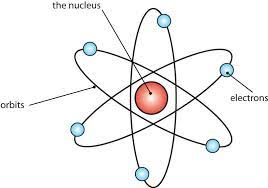 the nucleus
electrons
orbits